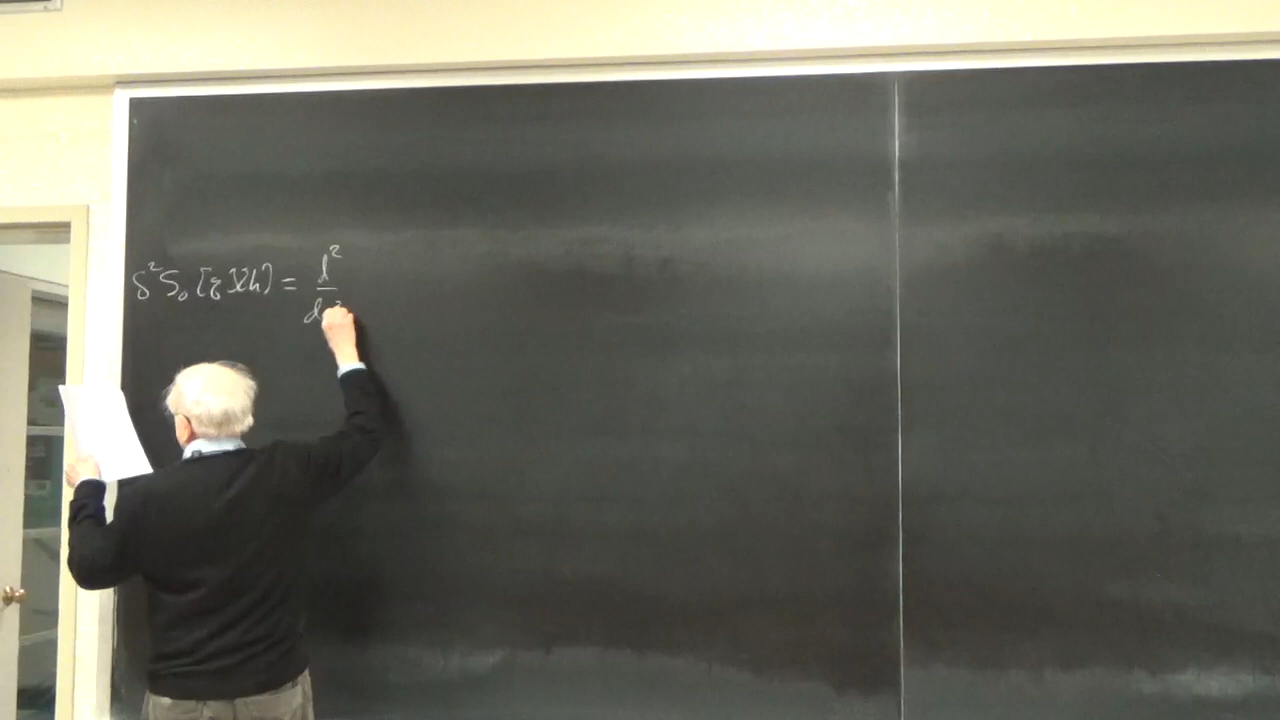 δ²S₀[q](h) = d²/d